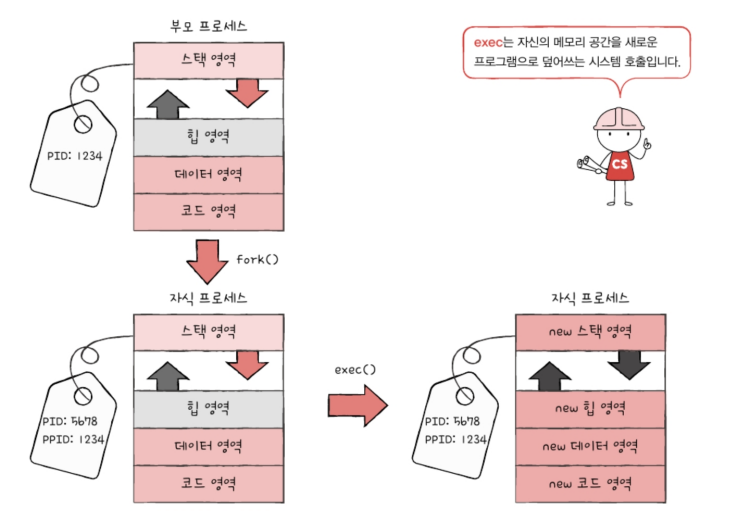 부모 프로세스
스택 영역
힙 영역
데이터 영역
코드 영역
PID: 1234
exec는 자신의 메모리 공간을 새로운
프로그램으로 덮어쓰는 시스템 호출입니다.
CS
fork()
자식 프로세스
스택 영역
힙 영역
데이터 영역
코드 영역
PID: 5678
PPID: 1234
exec()
자식 프로세스
new 스택 영역
new 힙 영역
new 데이터 영역
new 코드 영역
PID: 5678
PPID: 1234